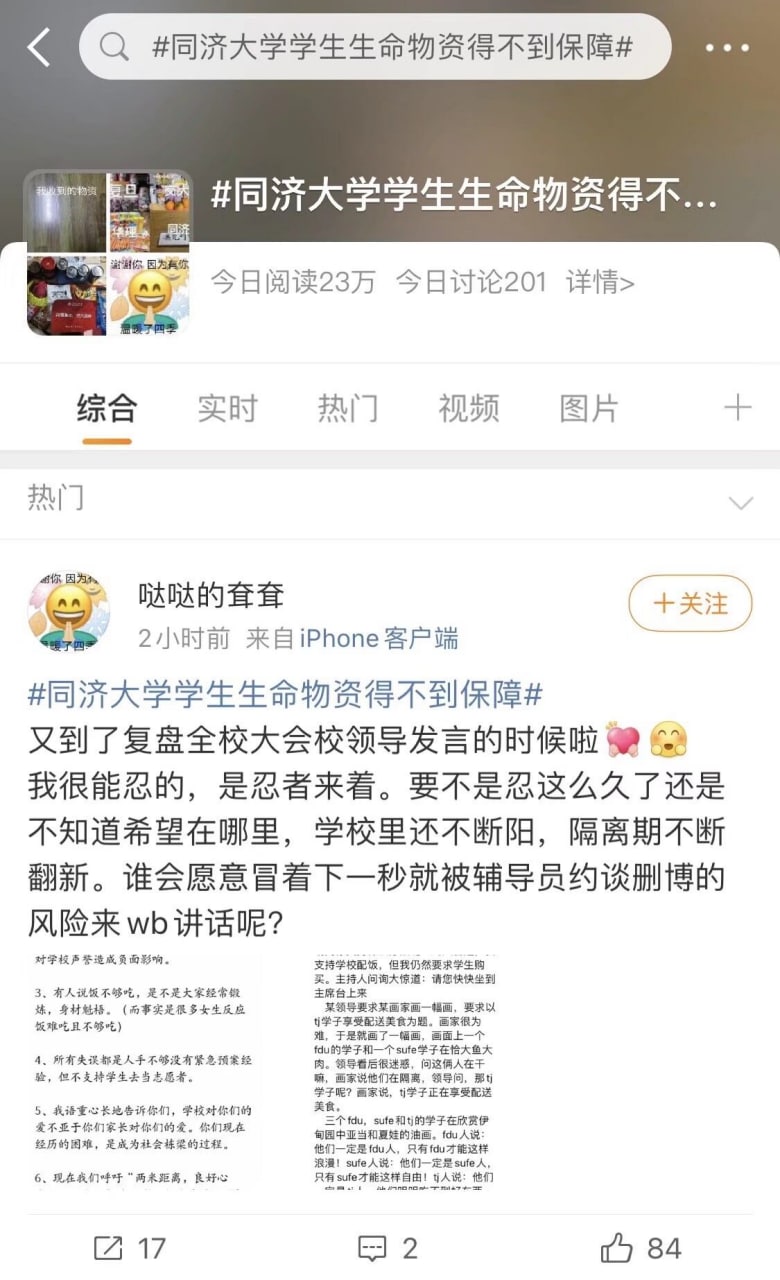 #同济大学学生生命物资得不到保障#
我收到的物资
复旦
交大
华理
同济
谢谢你 因为有你
温暖了四季
#同济大学学生生命物资得不...
今日阅读23万 今日讨论201 详情>
综合 实时 热门 视频 图片
热门
哒哒的耷耷
2小时前 来自 iPhone客户端
+关注
#同济大学学生生命物资得不到保障#
又到了复盘全校大会校领导发言的时候啦
我很能忍的，是忍者来着。要不是忍这么久了还是
不知道希望在哪里，学校里还不断阳，隔离期不断
翻新。谁会愿意冒着下一秒就被辅导员约谈删博的
风险来wb讲话呢？
对学校声誉造成负面影响。
3、有人说饭不够吃，是不是大家经常锻
炼，身材魁梧。（而事实是很多女生反应
饭难吃且不够吃）
4、所有失误都是人手不够没有紧急预案经
验，但不支持学生去当志愿者。
5、我语重心长地告诉你们，学校对你们的
爱不亚于你们家长对你们的爱。你们现在
经历的困难，是成为社会栋梁的过程。
6、现在我们呼吁“两米距离，良好心
支持学校配饭，但我仍然要求学生购
买。主持人问询大惊道：请您快快坐到
主席台上来
某领导要求某画家画一幅画，要求以
tj学子享受配送美食为题。画家很为
难，于是就画了一幅画，画面上一个
fdu的学子和一个sufe学子在恰大鱼大
肉。领导看后很迷惑，问这俩人在干
嘛，画家说他们在隔离，领导问，那tj
学子呢？画家说，tj学子正在享受配送
美食。
三个fdu，sufe和tj的学子在欣赏伊
甸园中亚当和夏娃的油画。fdu人说：
他们一定是fdu人，只有fdu才能这样
浪漫！sufe人说：他们一定是sufe人，
只有sufe才能这样自由！tj人说：他们
17
2
84